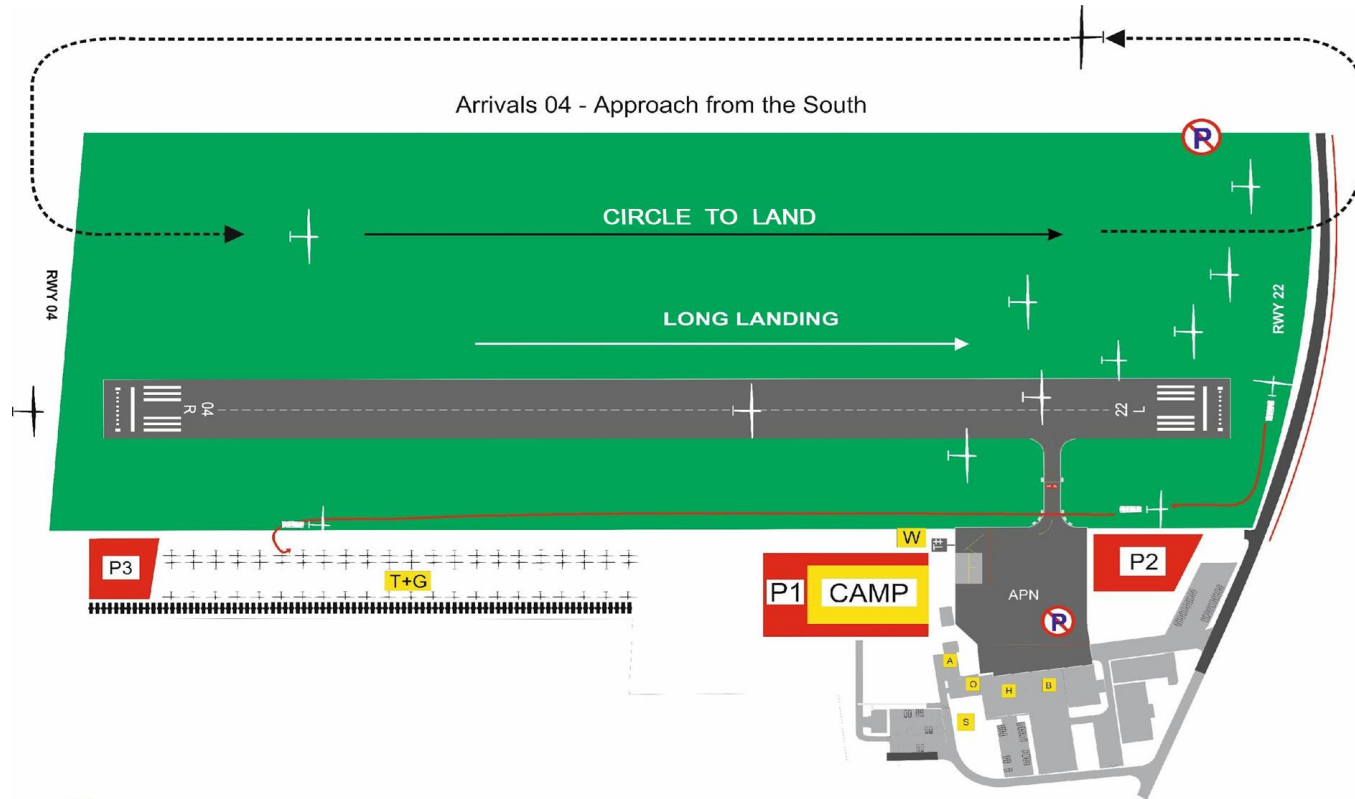 Arrivals 04 - Approach from the South
P
CIRCLE TO LAND
RWY 04
RWY 22
LONG LANDING
04
R
22
L
W
P3
T+G
P1
CAMP
P2
APN
P
A
O
H
B
S